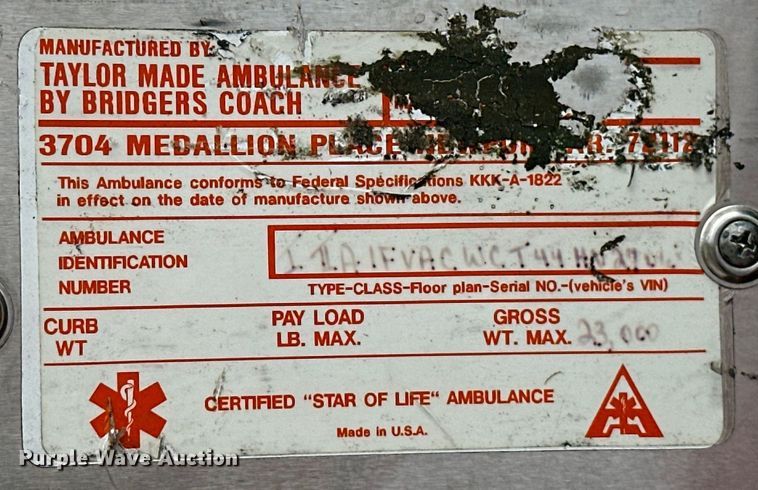 MANUFACTURED BY:
TAYLOR MADE AMBULANCE
BY BRIDGERS COACH
3704 MEDALLION PLACE
This Ambulance conforms to Federal Specifications KKK-A-1822
in effect on the date of manufacture shown above.
AMBULANCE
IDENTIFICATION
NUMBER
TYPE-CLASS-Floor plan-Serial NO.-(vehicle's VIN)
CURB
WT
PAY LOAD
LB. MAX.
GROSS
WT. MAX. 23,000
CERTIFIED "STAR OF LIFE" AMBULANCE
Made in U.S.A.
Purple Wave Auction